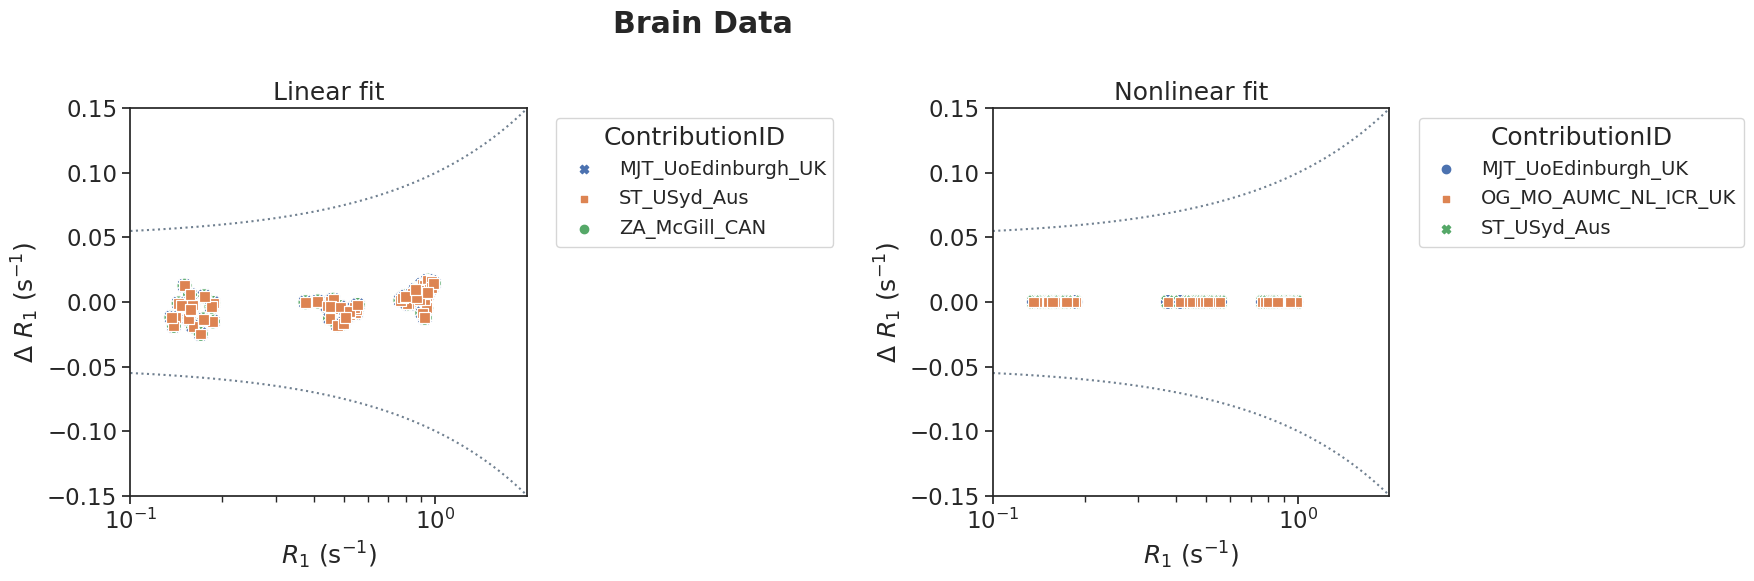 Brain Data
Linear fit
0.15
0.10
0.05
0.00
−0.05
−0.10
−0.15
Δ R₁ (s⁻¹)
10⁻¹
10⁰
R₁ (s⁻¹)
ContributionID
MJT_UoEdinburgh_UK
ST_USyd_Aus
ZA_McGill_CAN
Nonlinear fit
0.15
0.10
0.05
0.00
−0.05
−0.10
−0.15
Δ R₁ (s⁻¹)
10⁻¹
10⁰
R₁ (s⁻¹)
ContributionID
MJT_UoEdinburgh_UK
OG_MO_AUMC_NL_ICR_UK
ST_USyd_Aus